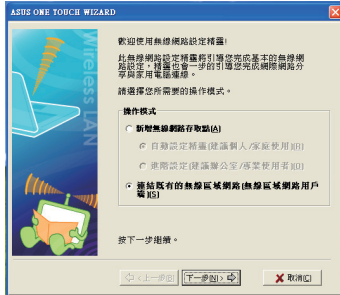 ASUS ONE TOUCH WIZARD
Wireless LAN
歡迎使用無線網路設定精靈!
此無線網路設定精靈將引導您完成基本的無線網
路設定，精靈也會一步的引導您完成網際網路分
享與家用電腦連線。
請選擇您所需要的操作模式。
操作模式
新增無線網路存取點(A)
自動設定精靈(建議個人/家庭使用)(R)
進階設定(建議辦公室/專業使用者)(D)
連結既有的無線區域網路(無線區域網路用戶
端)(S)
按下一步繼續。
<上一步(B)
下一步(N)>
取消(C)